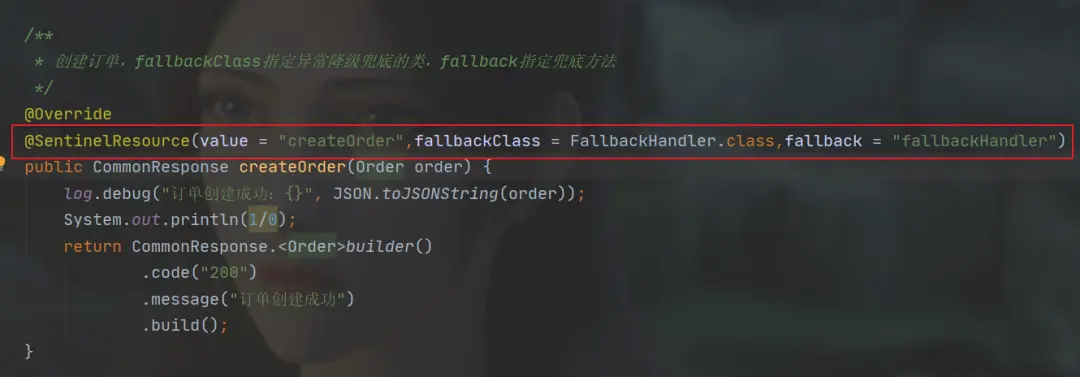 /**
 * 创建订单，fallbackClass指定异常降级兜底的类，fallback指定兜底方法
 */
@Override
@SentinelResource(value = "createOrder",fallbackClass = FallbackHandler.class,fallback = "fallbackHandler")
public CommonResponse createOrder(Order order) {
    log.debug("订单创建成功：{}", JSON.toJSONString(order));
    System.out.println(1/0);
    return CommonResponse.<Order>builder()
            .code("200")
            .message("订单创建成功")
            .build();
}